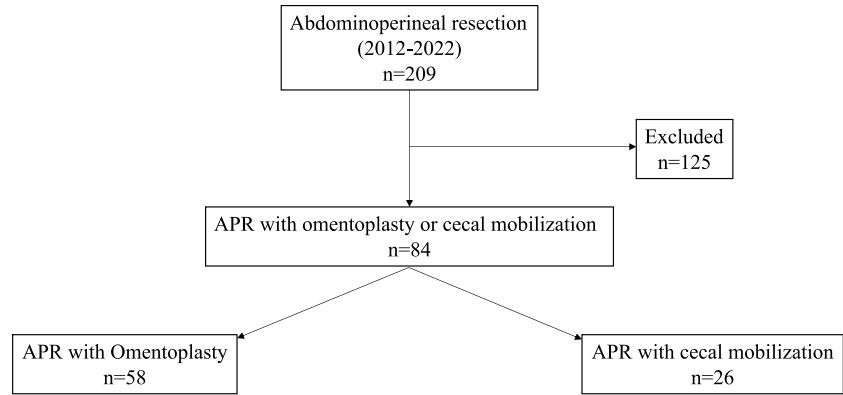 Abdominoperineal resection
(2012-2022)
n=209
Excluded
n=125
APR with omentoplasty or cecal mobilization
n=84
APR with Omentoplasty
n=58
APR with cecal mobilization
n=26